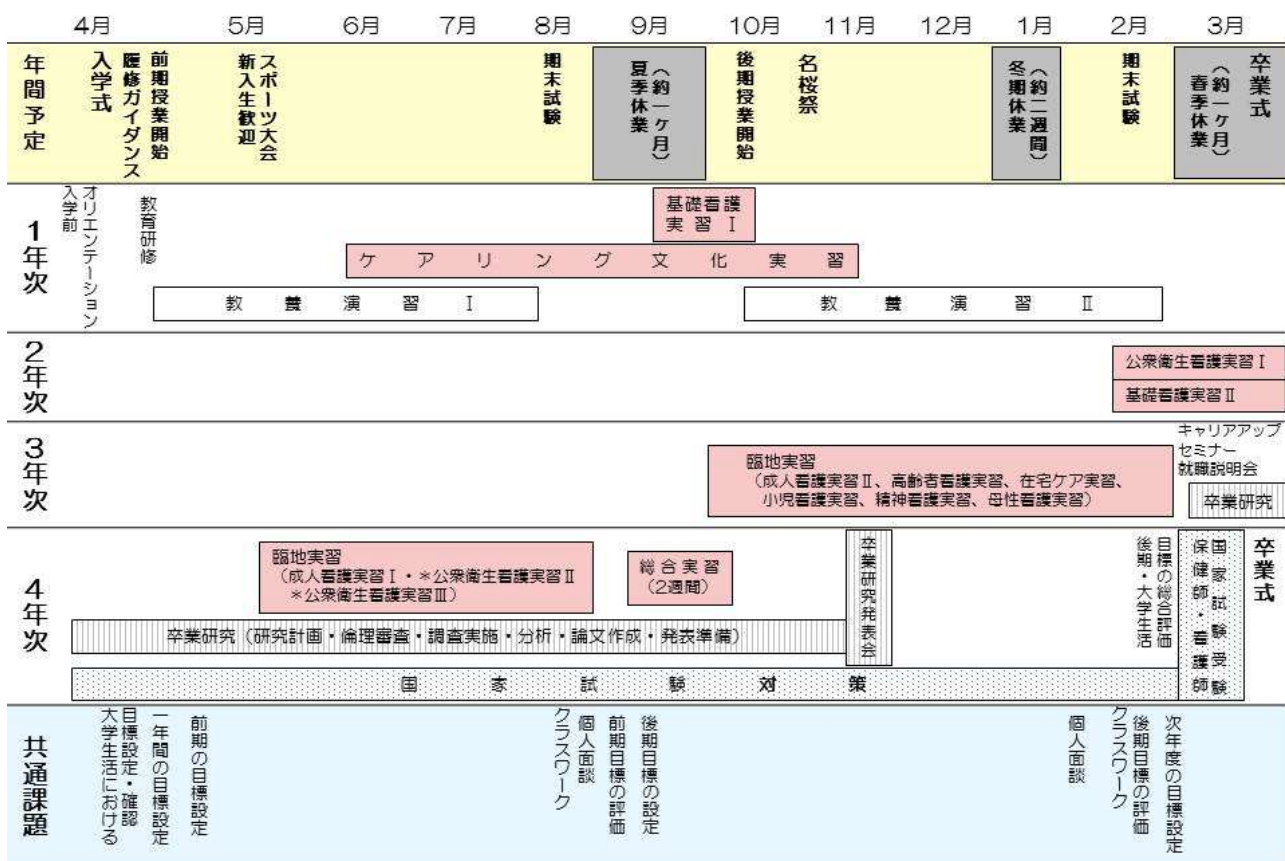 4月 5月 6月 7月 8月 9月 10月 11月 12月 1月 2月 3月
年間予定
入学式
履修ガイダンス
前期授業開始
スポーツ大会
新入生歓迎
期末試験
夏季休業
(約一ヶ月)
後期授業開始
名桜祭
冬期休業
(約二週間)
期末試験
春季休業
(約一ヶ月)
卒業式
1年次
オリエンテーション
入学前
教育研修
基礎看護
実習Ⅰ
ケアリング文化実習
教養演習Ⅰ
教養演習Ⅱ
2年次
公衆衛生看護実習Ⅰ
基礎看護実習Ⅱ
3年次
臨地実習
(成人看護実習Ⅱ、高齢者看護実習、在宅ケア実習、
小児看護実習、精神看護実習、母性看護実習)
キャリアアップ
セミナー
就職説明会
卒業研究
4年次
臨地実習
(成人看護実習Ⅰ・*公衆衛生看護実習Ⅱ
*公衆衛生看護実習Ⅲ)
総合実習
(2週間)
卒業研究発表会
目標の総合評価
後期・大学生活
国家試験受験
保健師・看護師
卒業式
卒業研究(研究計画・倫理審査・調査実施・分析・論文作成・発表準備)
国家試験対策
共通課題
目標設定・確認
大学生活における
一年間の目標設定
前期の目標設定
クラスワーク
個人面談
前期目標の評価
後期目標の設定
個人面談
クラスワーク
後期目標の評価
次年度の目標設定